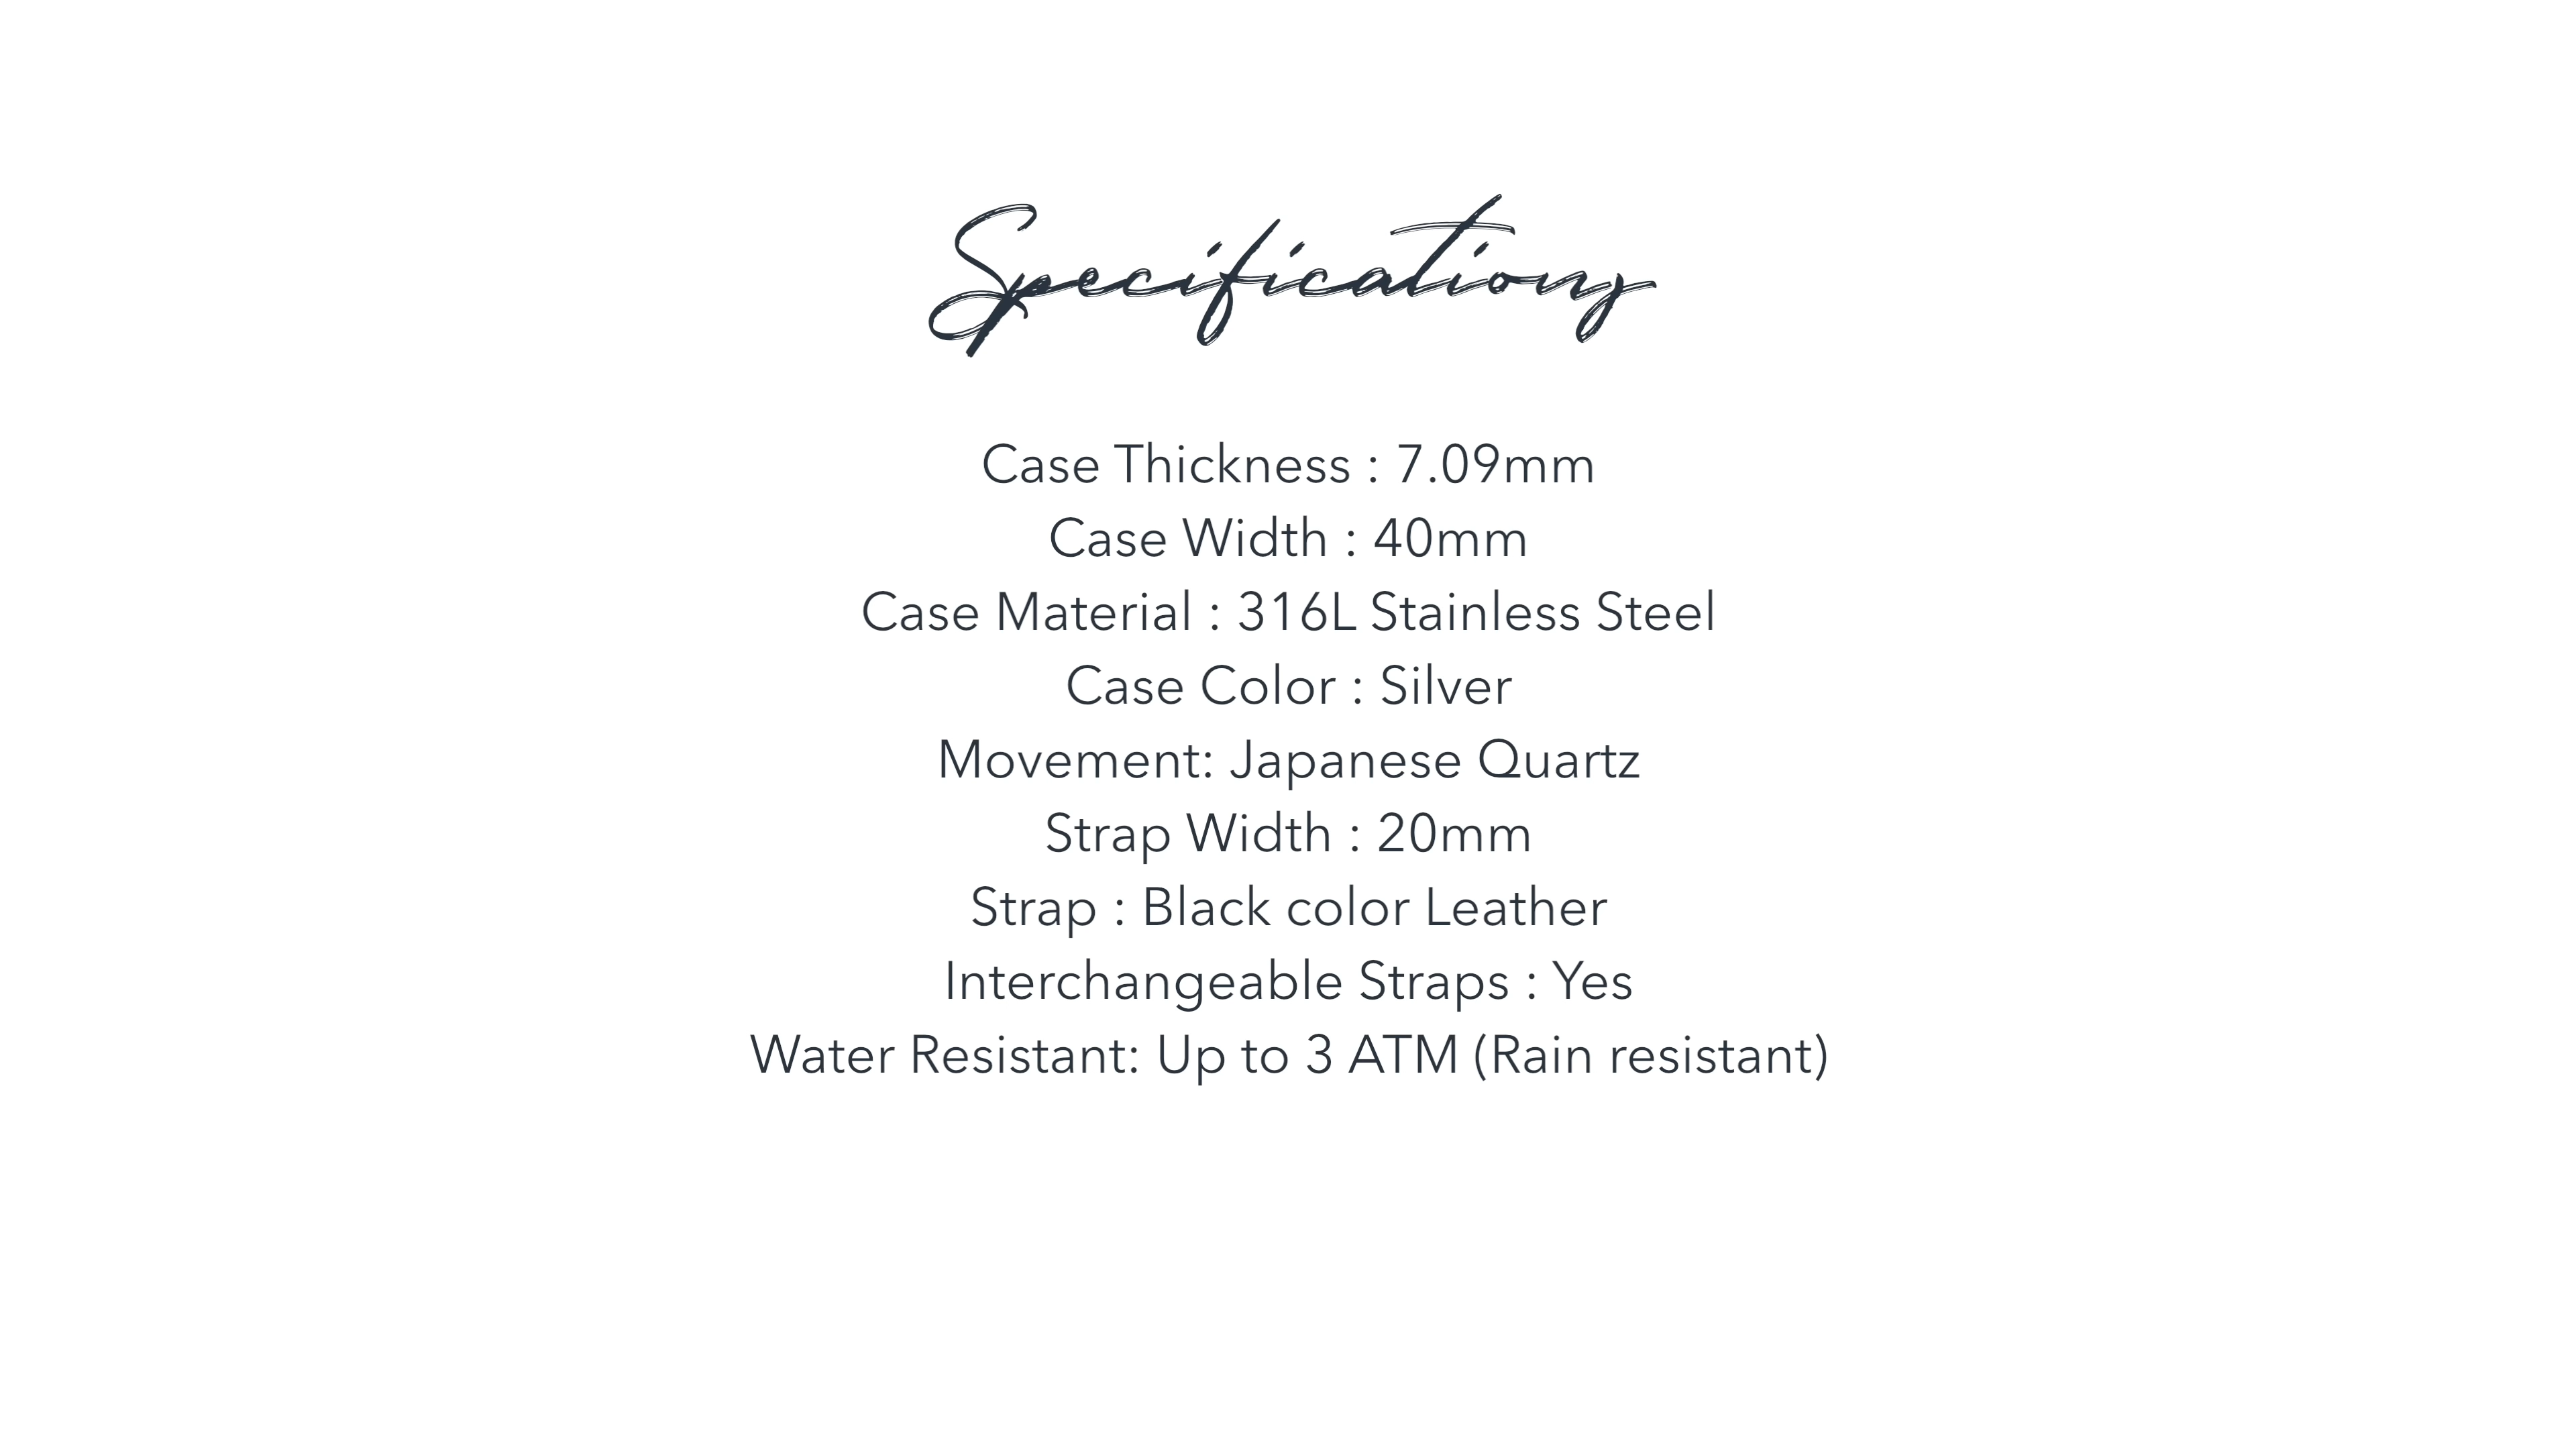 Specifications
Case Thickness : 7.09mm
Case Width : 40mm
Case Material : 316L Stainless Steel
Case Color : Silver
Movement: Japanese Quartz
Strap Width : 20mm
Strap : Black color Leather
Interchangeable Straps : Yes
Water Resistant: Up to 3 ATM (Rain resistant)